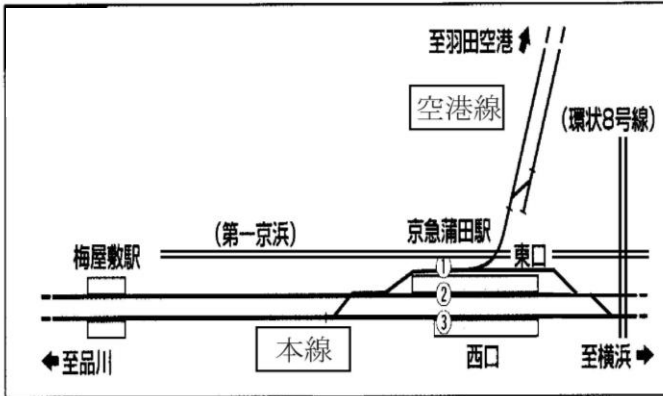 至羽田空港
空港線
(環状8号線)
(第一京浜)
京急蒲田駅
東口
梅屋敷駅
①
②
③
本線
西口
至品川
至横浜